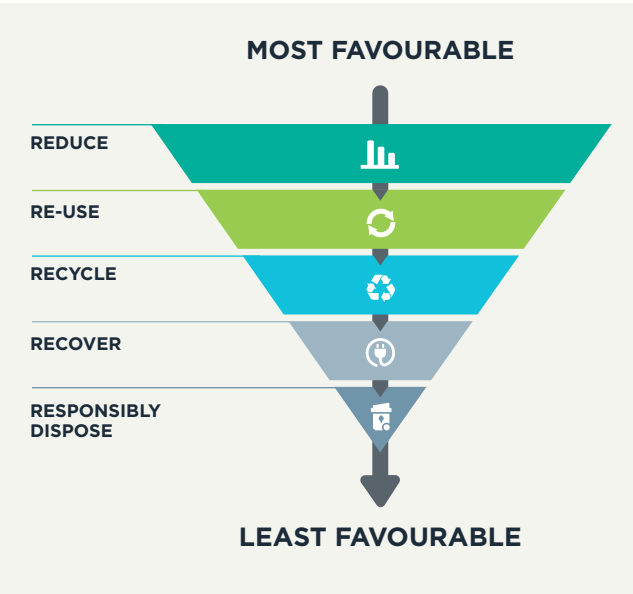 MOST FAVOURABLE
REDUCE
RE-USE
RECYCLE
RECOVER
RESPONSIBLY
DISPOSE
LEAST FAVOURABLE